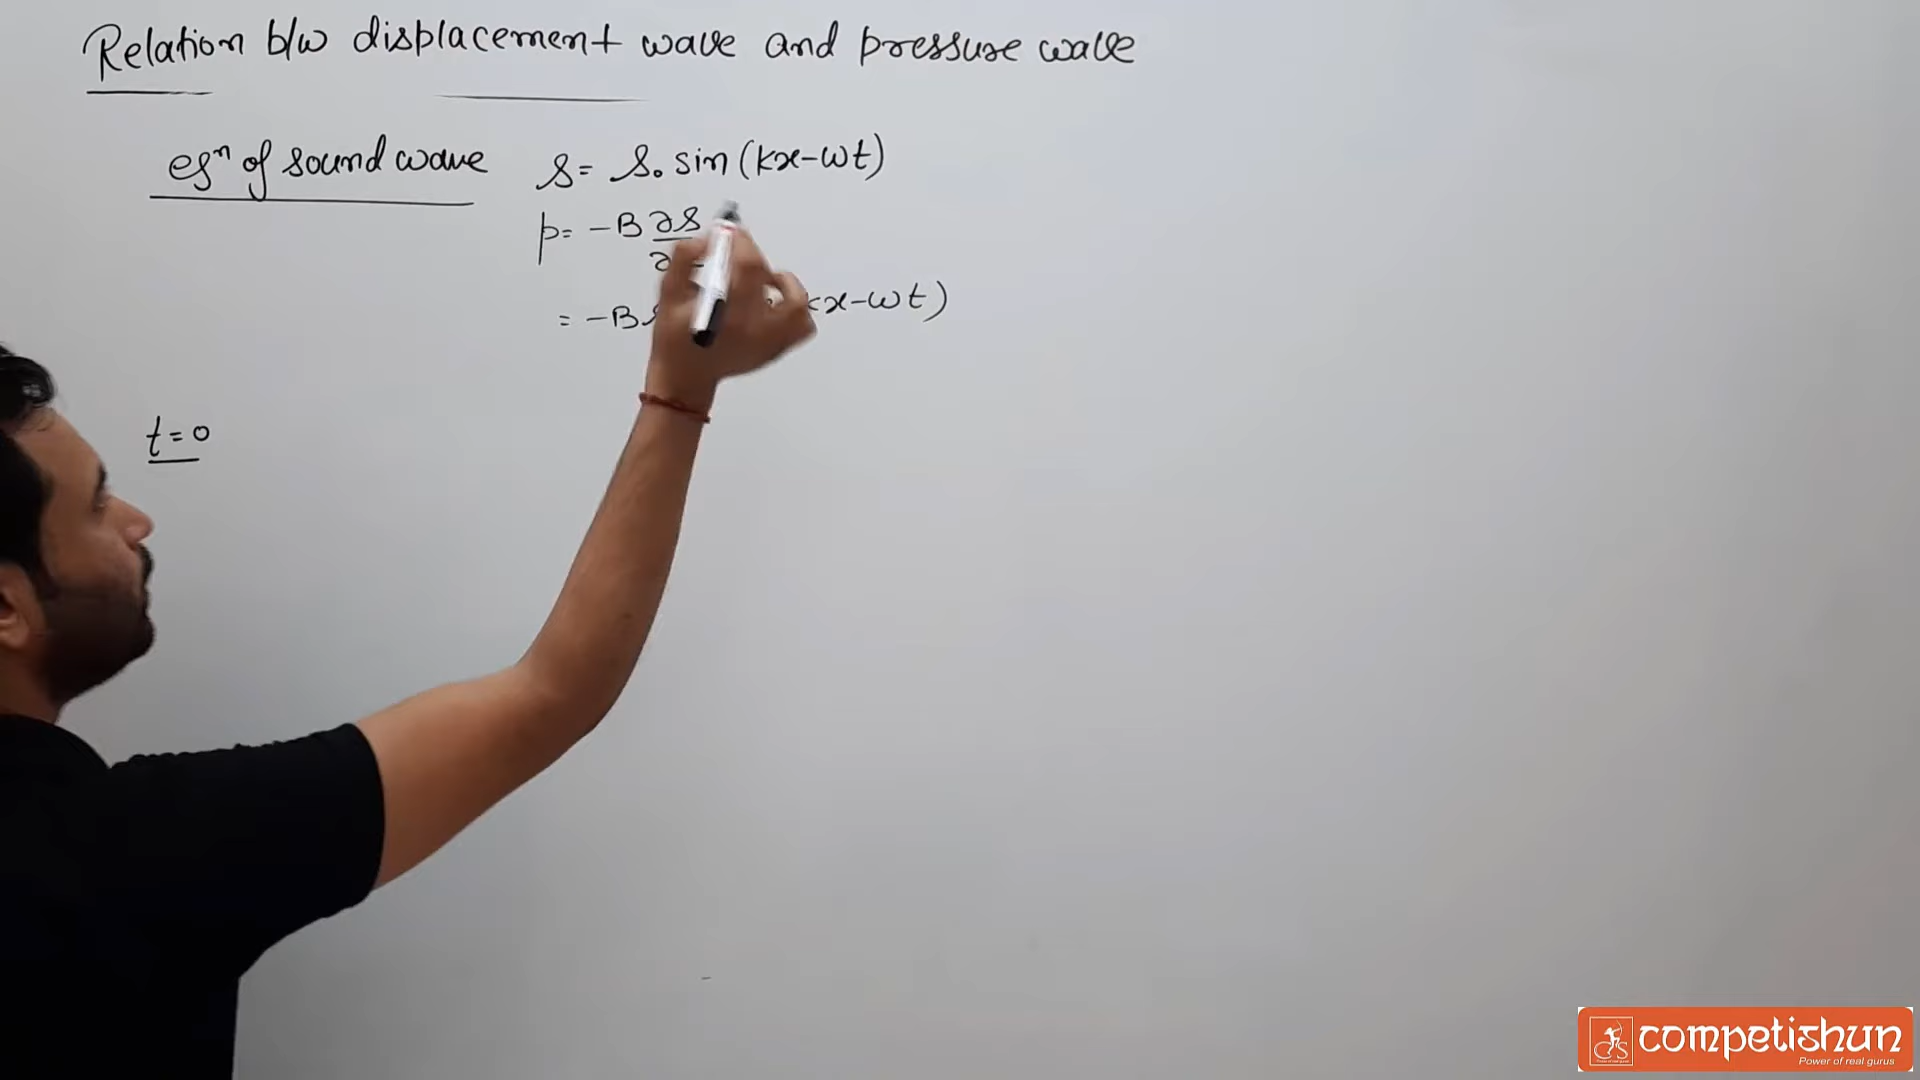 Relation b/w displacement wave and pressure wave
eqⁿ of sound wave s = s₀ sin(kx-ωt)
p = -B ∂s
∂
= -Bs kx-ωt)
t=0
competishun
Power of real gurus